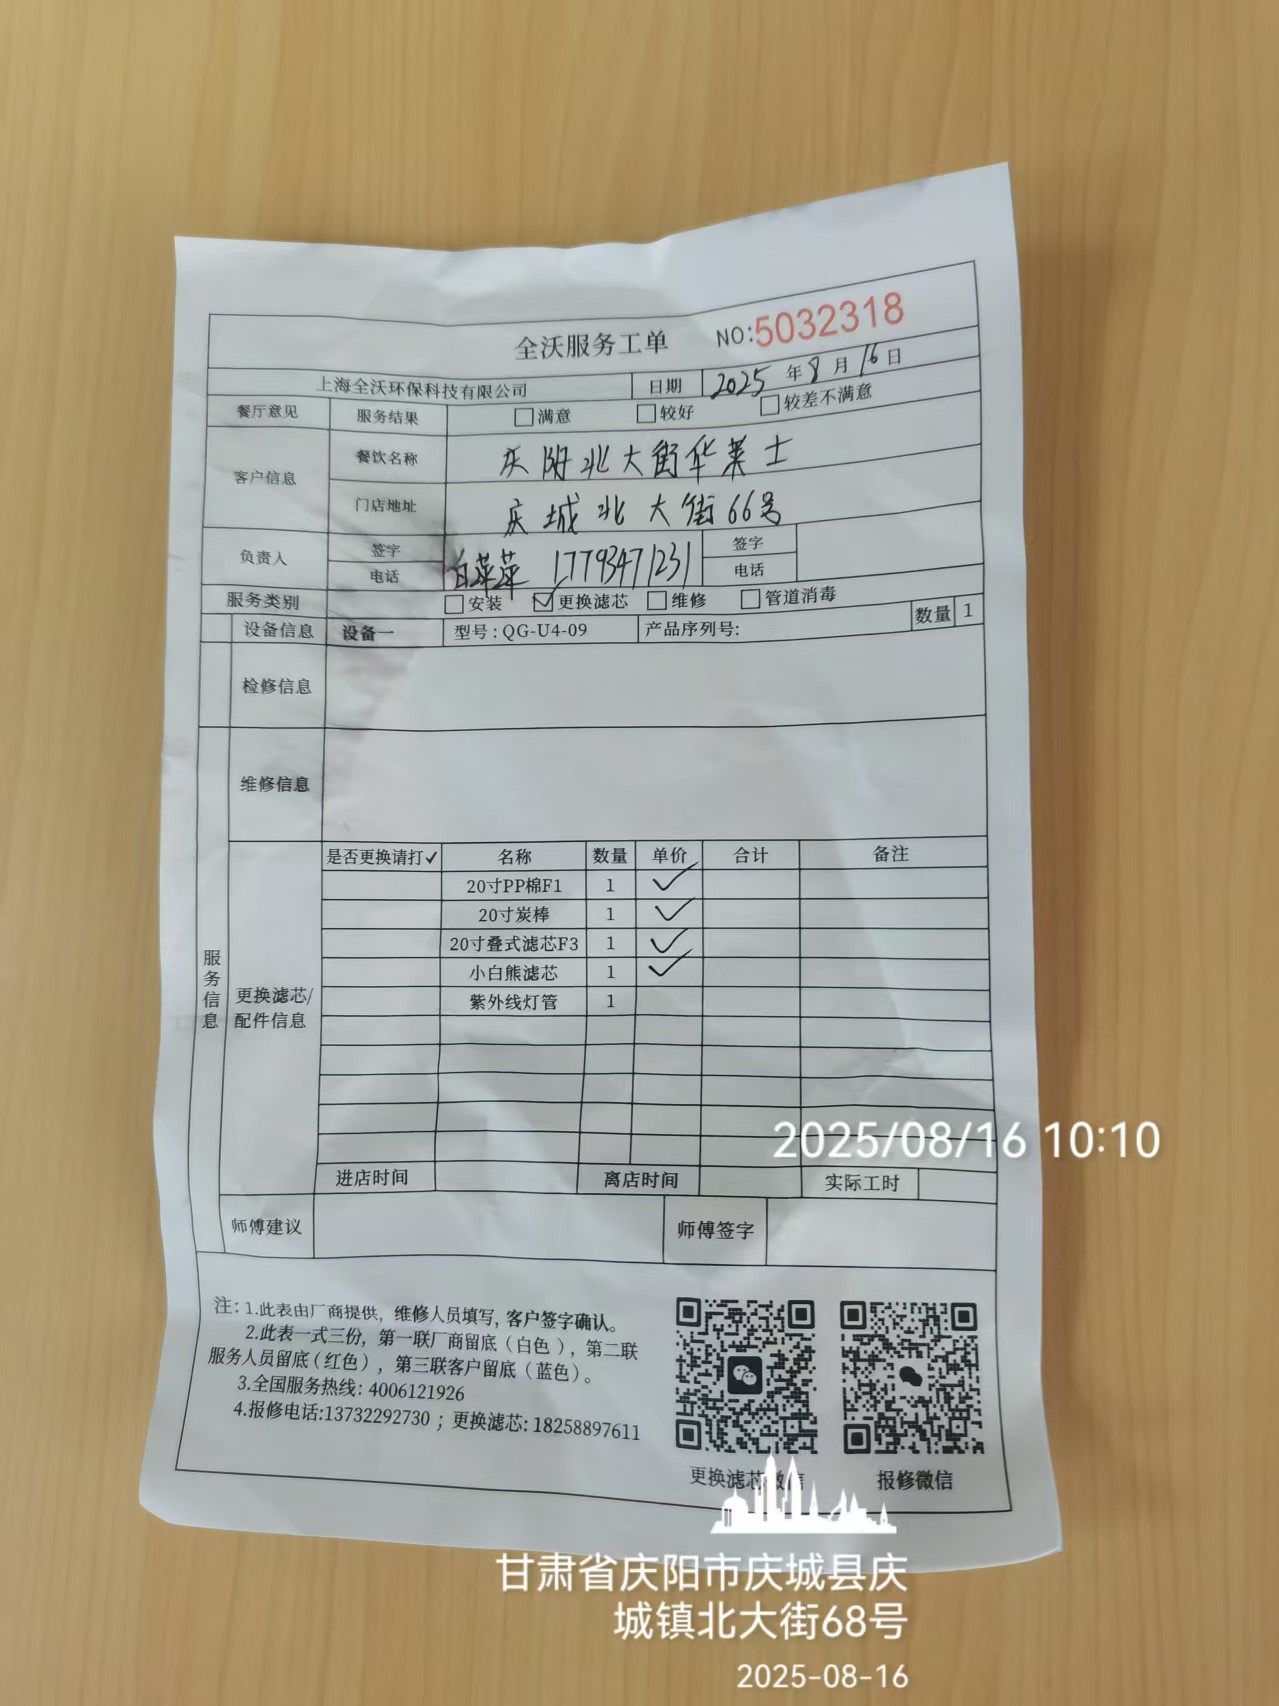 全沃服务工单 NO:5032318
上海全沃环保科技有限公司 日期 2025 年 8 月 16 日
餐厅意见 服务结果 □满意 □较好 □较差不满意
客户信息 餐饮名称 庆阳北大街华莱士
门店地址 庆城北大街66号
负责人 签字 电话 白萍萍 17793471231 签字 电话
服务类别 □安装 ☑更换滤芯 □维修 □管道消毒
设备信息 设备一 型号:QG-U4-09 产品序列号: 数量 1
检修信息
维修信息
服务信息
更换滤芯/配件信息
是否更换请打✓ 名称 数量 单价 合计 备注
20寸PP棉F1 1 ✓
20寸炭棒 1 ✓
20寸叠式滤芯F3 1 ✓
小白熊滤芯 1 ✓
紫外线灯管 1
进店时间 离店时间 实际工时
师傅建议 师傅签字
注: 1.此表由厂商提供, 维修人员填写, 客户签字确认。
2.此表一式三份, 第一联厂商留底(白色), 第二联
服务人员留底(红色), 第三联客户留底(蓝色)。
3.全国服务热线: 4006121926
4.报修电话:13732292730 ; 更换滤芯: 18258897611
更换滤芯微信 报修微信
2025/08/16 10:10
甘肃省庆阳市庆城县庆
城镇北大街68号
2025-08-16